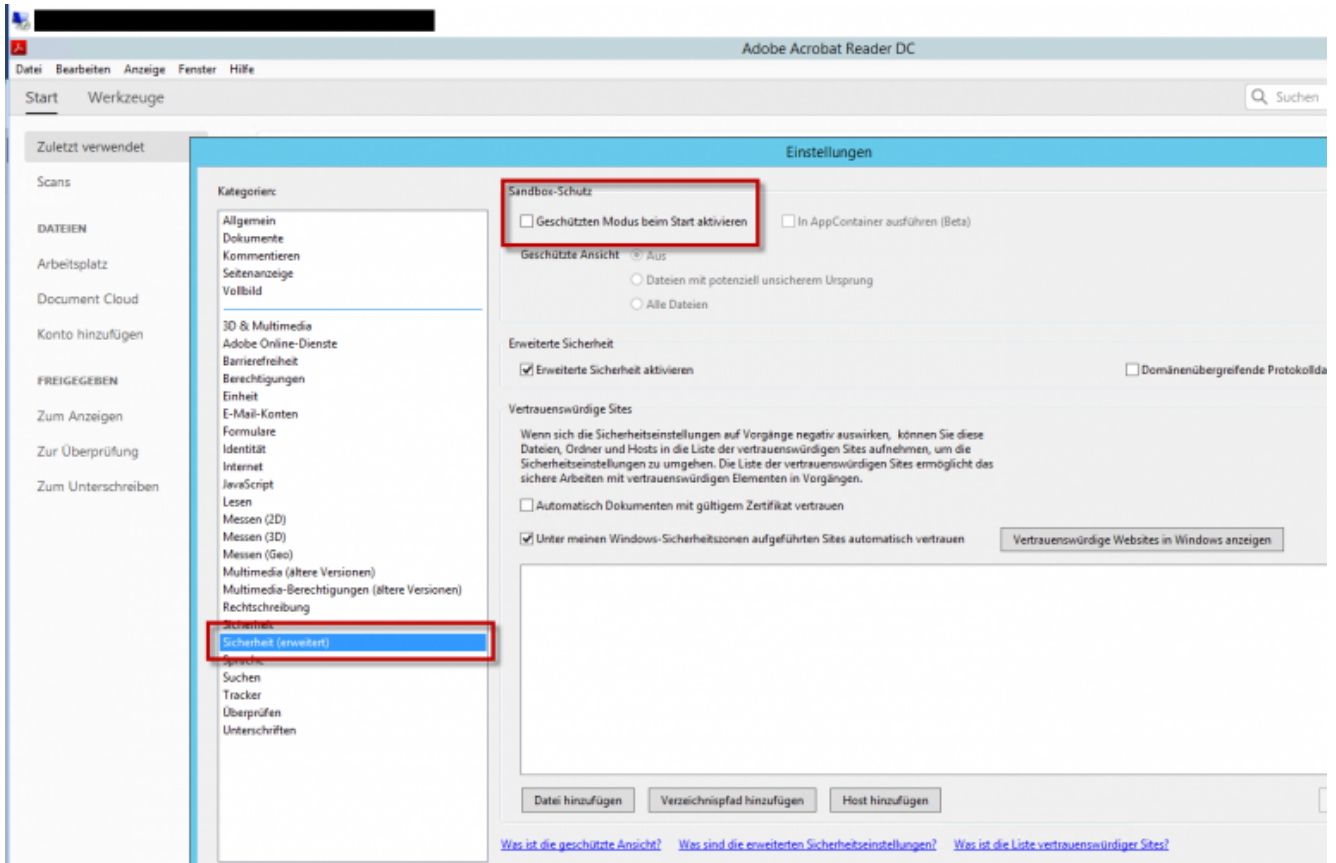 Adobe Acrobat Reader DC
Datei Bearbeiten Anzeige Fenster Hilfe
Start Werkzeuge
Suchen
Zuletzt verwendet
Scans
DATEIEN
Arbeitsplatz
Document Cloud
Konto hinzufügen
FREIGEGEBEN
Zum Anzeigen
Zur Überprüfung
Zum Unterschreiben
Einstellungen
Kategorien:
Allgemein
Dokumente
Kommentieren
Seitenanzeige
Vollbild
3D & Multimedia
Adobe Online-Dienste
Barrierefreiheit
Berechtigungen
Einheit
E-Mail-Konten
Formulare
Identität
Internet
JavaScript
Lesen
Messen (2D)
Messen (3D)
Messen (Geo)
Multimedia (ältere Versionen)
Multimedia-Berechtigungen (ältere Versionen)
Rechtschreibung
Sicherheit
Sicherheit (erweitert)
Sprache
Suchen
Tracker
Überprüfen
Unterschriften
Sandbox-Schutz
Geschützten Modus beim Start aktivieren In AppContainer ausführen (Beta)
Geschützte Ansicht Aus
Dateien mit potenziell unsicherem Ursprung
Alle Dateien
Erweiterte Sicherheit
Erweiterte Sicherheit aktivieren Domänenübergreifende Protokollda
Vertrauenswürdige Sites
Wenn sich die Sicherheitseinstellungen auf Vorgänge negativ auswirken, können Sie diese
Dateien, Ordner und Hosts in die Liste der vertrauenswürdigen Sites aufnehmen, um die
Sicherheitseinstellungen zu umgehen. Die Liste der vertrauenswürdigen Sites ermöglicht das
sichere Arbeiten mit vertrauenswürdigen Elementen in Vorgängen.
Automatisch Dokumenten mit gültigem Zertifikat vertrauen
Unter meinen Windows-Sicherheitszonen aufgeführten Sites automatisch vertrauen Vertrauenswürdige Websites in Windows anzeigen
Datei hinzufügen Verzeichnispfad hinzufügen Host hinzufügen
Was ist die geschützte Ansicht? Was sind die erweiterten Sicherheitseinstellungen? Was ist die Liste vertrauenswürdiger Sites?